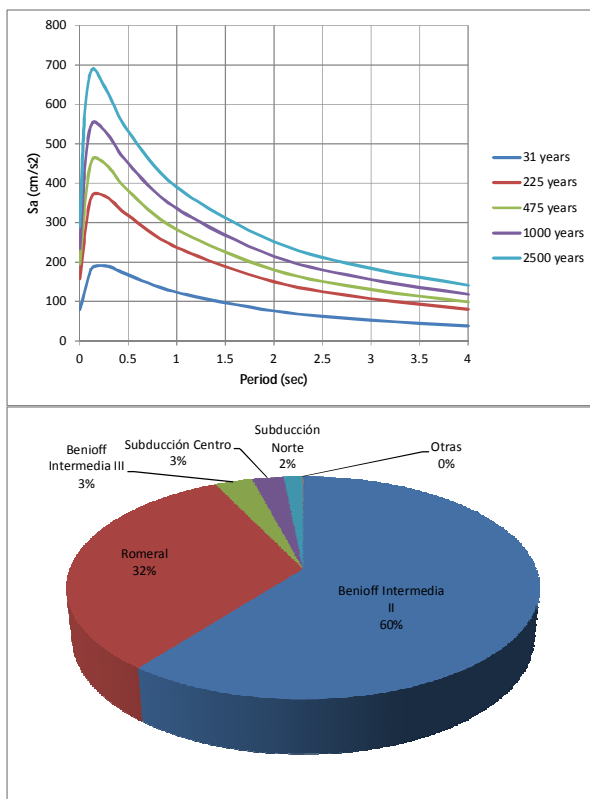 800
700
600
500
400
300
200
100
0
Sa (cm/s2)
0 0.5 1 1.5 2 2.5 3 3.5 4
Period (sec)
31 years
225 years
475 years
1000 years
2500 years
Subducción
Norte
2%
Subducción Centro
3%
Benioff
Intermedia III
3%
Otras
0%
Romeral
32%
Benioff Intermedia
II
60%